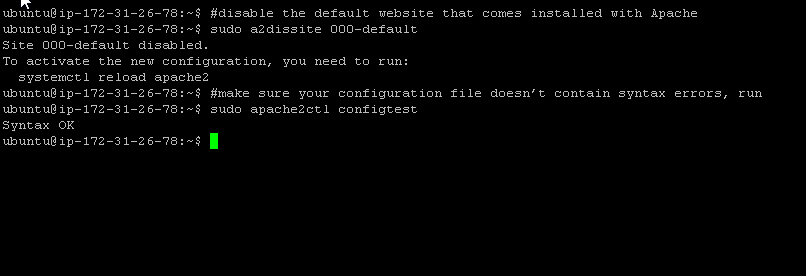 ubuntu@ip-172-31-26-78:~$ #disable the default website that comes installed with Apache
ubuntu@ip-172-31-26-78:~$ sudo a2dissite 000-default
Site 000-default disabled.
To activate the new configuration, you need to run:
  systemctl reload apache2
ubuntu@ip-172-31-26-78:~$ #make sure your configuration file doesn’t contain syntax errors, run
ubuntu@ip-172-31-26-78:~$ sudo apache2ctl configtest
Syntax OK
ubuntu@ip-172-31-26-78:~$